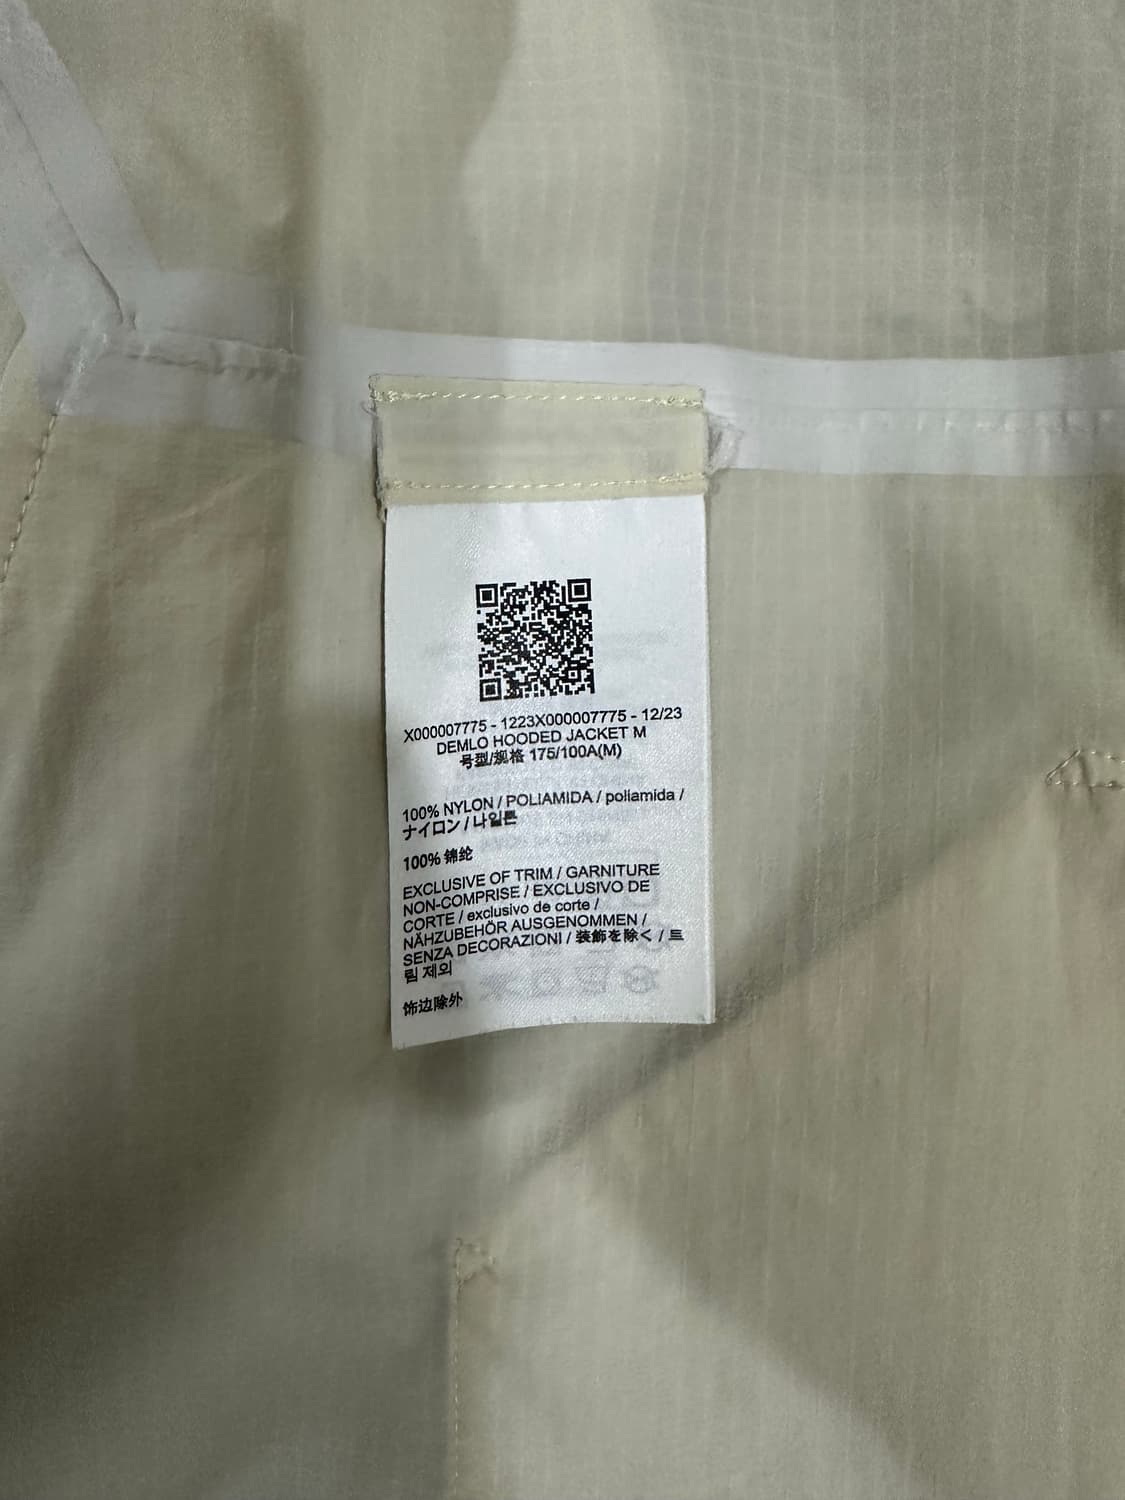 X000007775 - 1223X000007775 - 12/23
DEMLO HOODED JACKET M
号型/规格 175/100A(M)
100% NYLON / POLIAMIDA / poliamida /
ナイロン / 나일론
100% 锦纶
EXCLUSIVE OF TRIM / GARNITURE
NON-COMPRISE / EXCLUSIVO DE
CORTE / exclusivo de corte /
NÄHZUBEHÖR AUSGENOMMEN /
SENZA DECORAZIONI / 装飾を除く / 트
림 제외
饰边除外